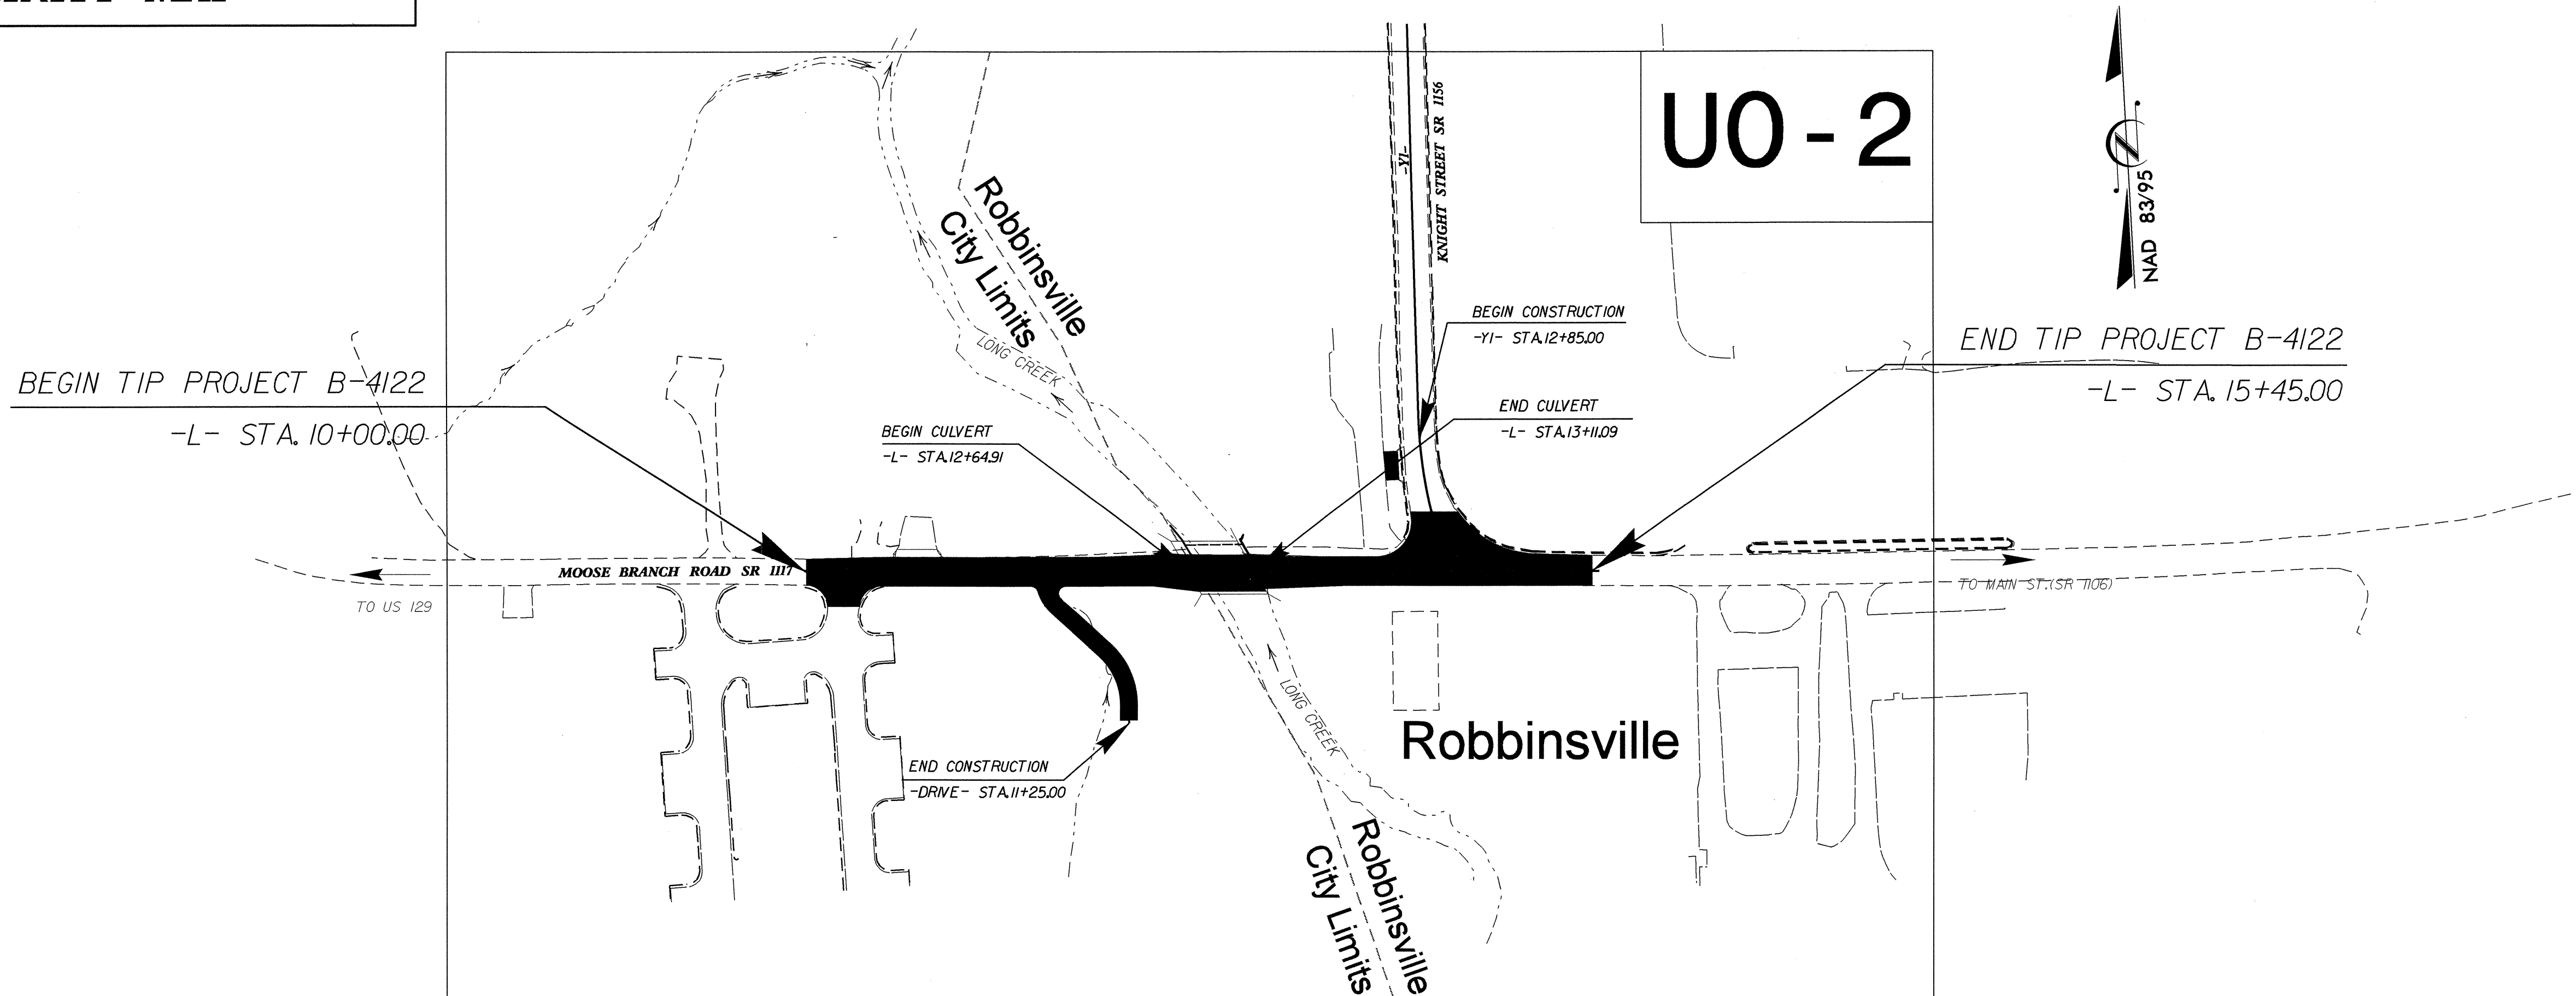 UO-2
NAD 83/95
KNIGHT STREET SR 1156
-Y1-
Robbinsville
City Limits
LONG CREEK
BEGIN CONSTRUCTION
-Y1- STA.12+85.00
END TIP PROJECT B-4122
-L- STA.15+45.00
BEGIN TIP PROJECT B-4122
-L- STA.10+00.00
END CULVERT
-L- STA.13+11.09
BEGIN CULVERT
-L- STA.12+64.91
MOOSE BRANCH ROAD SR 1117
TO US 129
TO MAIN ST.(SR 1106)
LONG CREEK
Robbinsville
END CONSTRUCTION
-DRIVE- STA.11+25.00
Robbinsville
City Limits